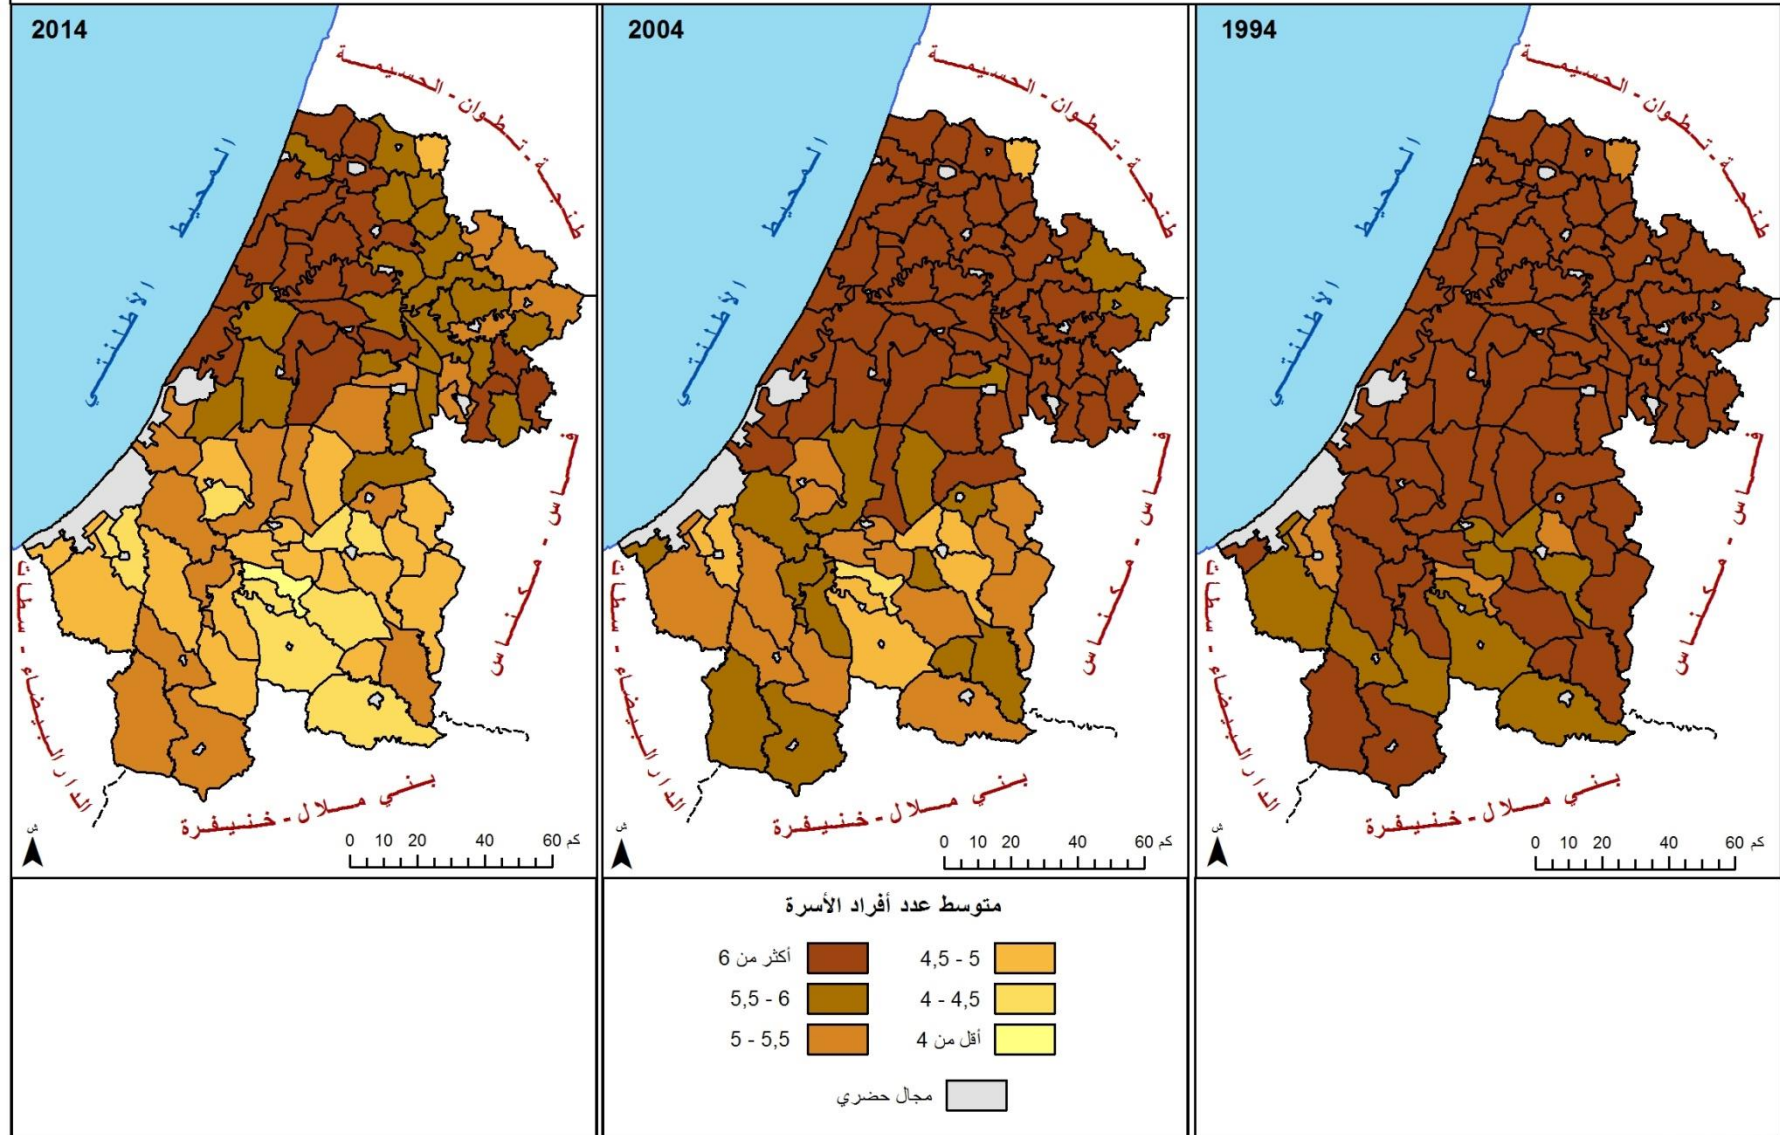 1994
طنجة - تطوان - الحسيمة
المحيط
الأطلنتي
فاس - مكناس
الدار البيضاء - سطات
بني ملال - خنيفرة
ش
0 10 20 40 60 كم
2004
طنجة - تطوان - الحسيمة
المحيط
الأطلنتي
فاس - مكناس
الدار البيضاء - سطات
بني ملال - خنيفرة
ش
0 10 20 40 60 كم
2014
طنجة - تطوان - الحسيمة
المحيط
الأطلنتي
فاس - مكناس
الدار البيضاء - سطات
بني ملال - خنيفرة
ش
0 10 20 40 60 كم
متوسط عدد أفراد الأسرة
4,5 - 5
أكثر من 6
4 - 4,5
5,5 - 6
أقل من 4
5 - 5,5
مجال حضري